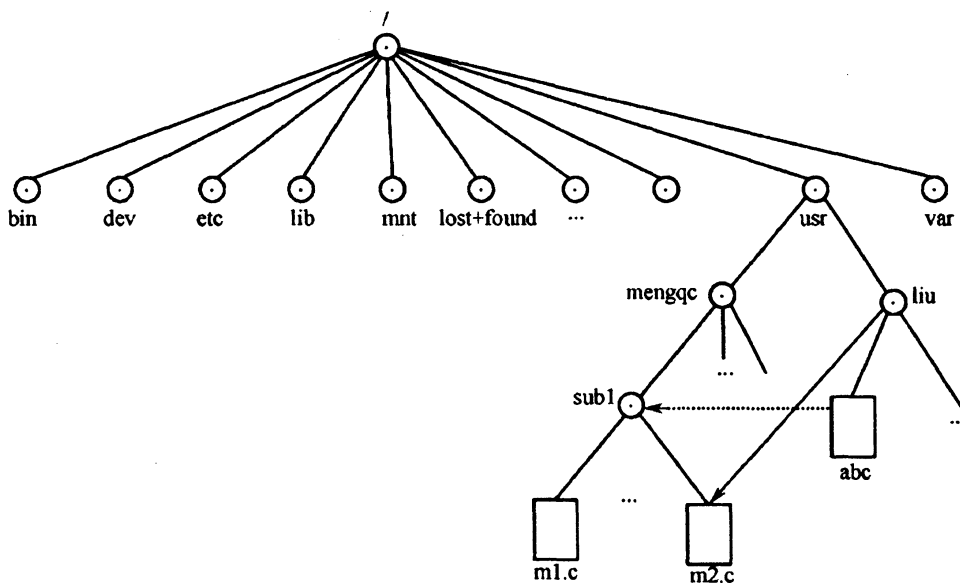 /
bin dev etc lib mnt lost+found ... usr var
mengqc liu
...
sub1
...
abc
...
m1.c m2.c